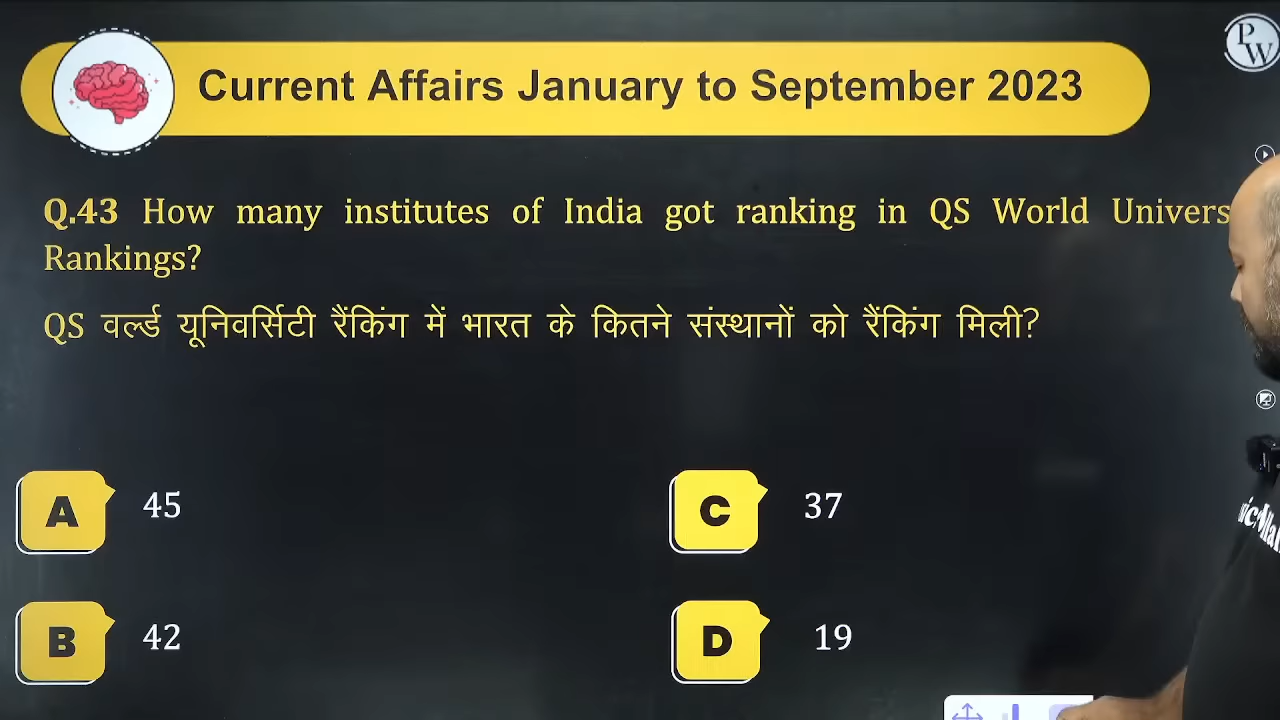 PW
Current Affairs January to September 2023
Q.43 How many institutes of India got ranking in QS World Univers
Rankings?
QS वर्ल्ड यूनिवर्सिटी रैंकिंग में भारत के कितने संस्थानों को रैंकिंग मिली?
A 45
C 37
B 42
D 19